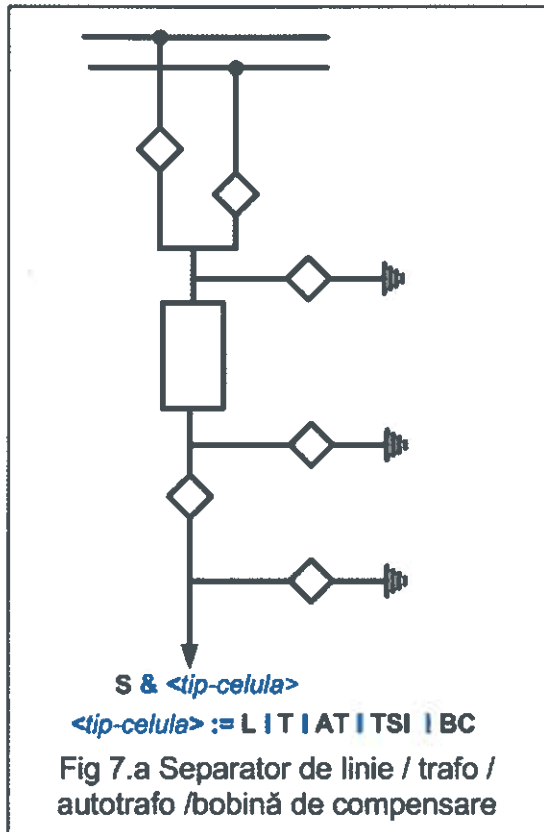 S & <tip-celula>
<tip-celula> := L | T | AT | TSI | BC
Fig 7.a Separator de linie / trafo /
autotrafo /bobină de compensare